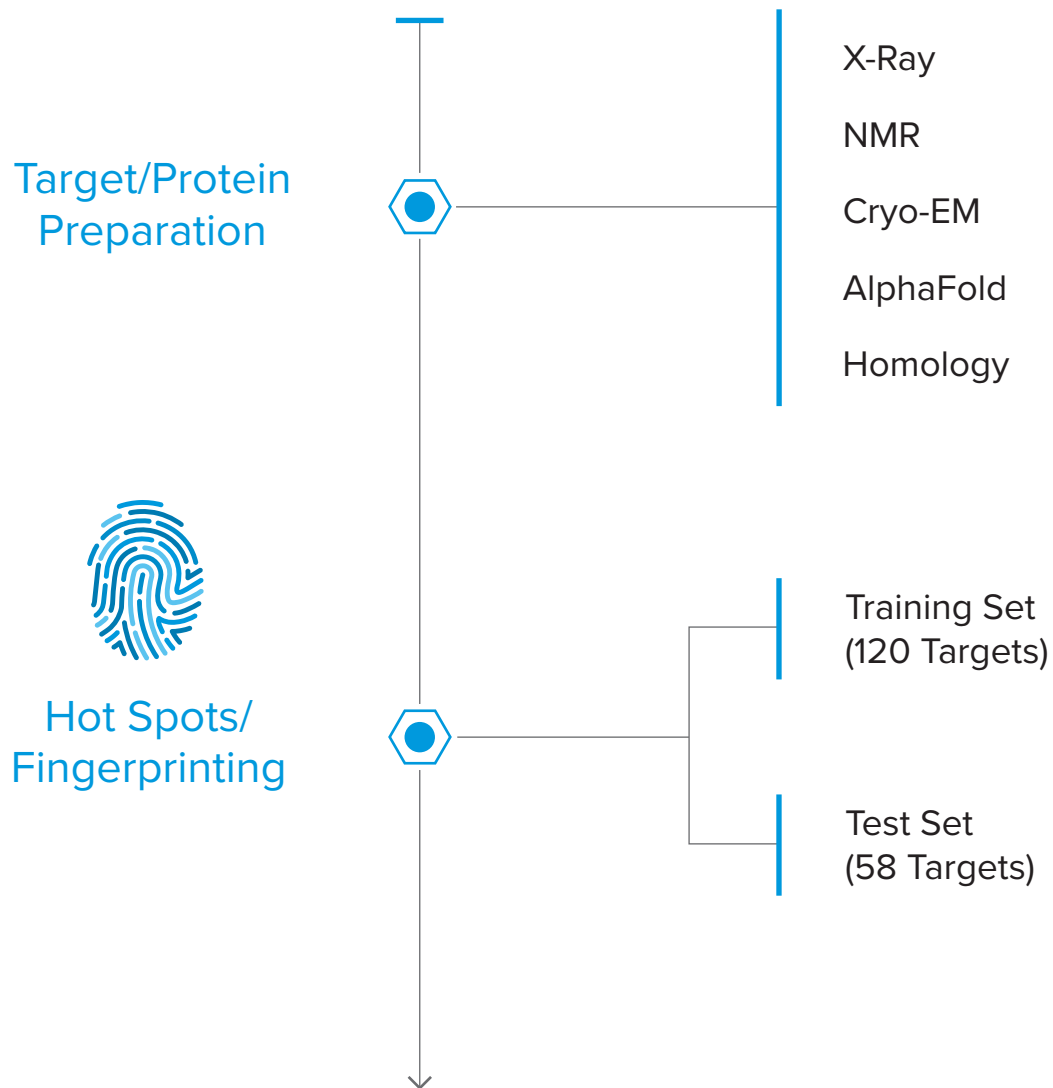 Target/Protein
Preparation
X-Ray
NMR
Cryo-EM
AlphaFold
Homology
Hot Spots/
Fingerprinting
Training Set
(120 Targets)
Test Set
(58 Targets)